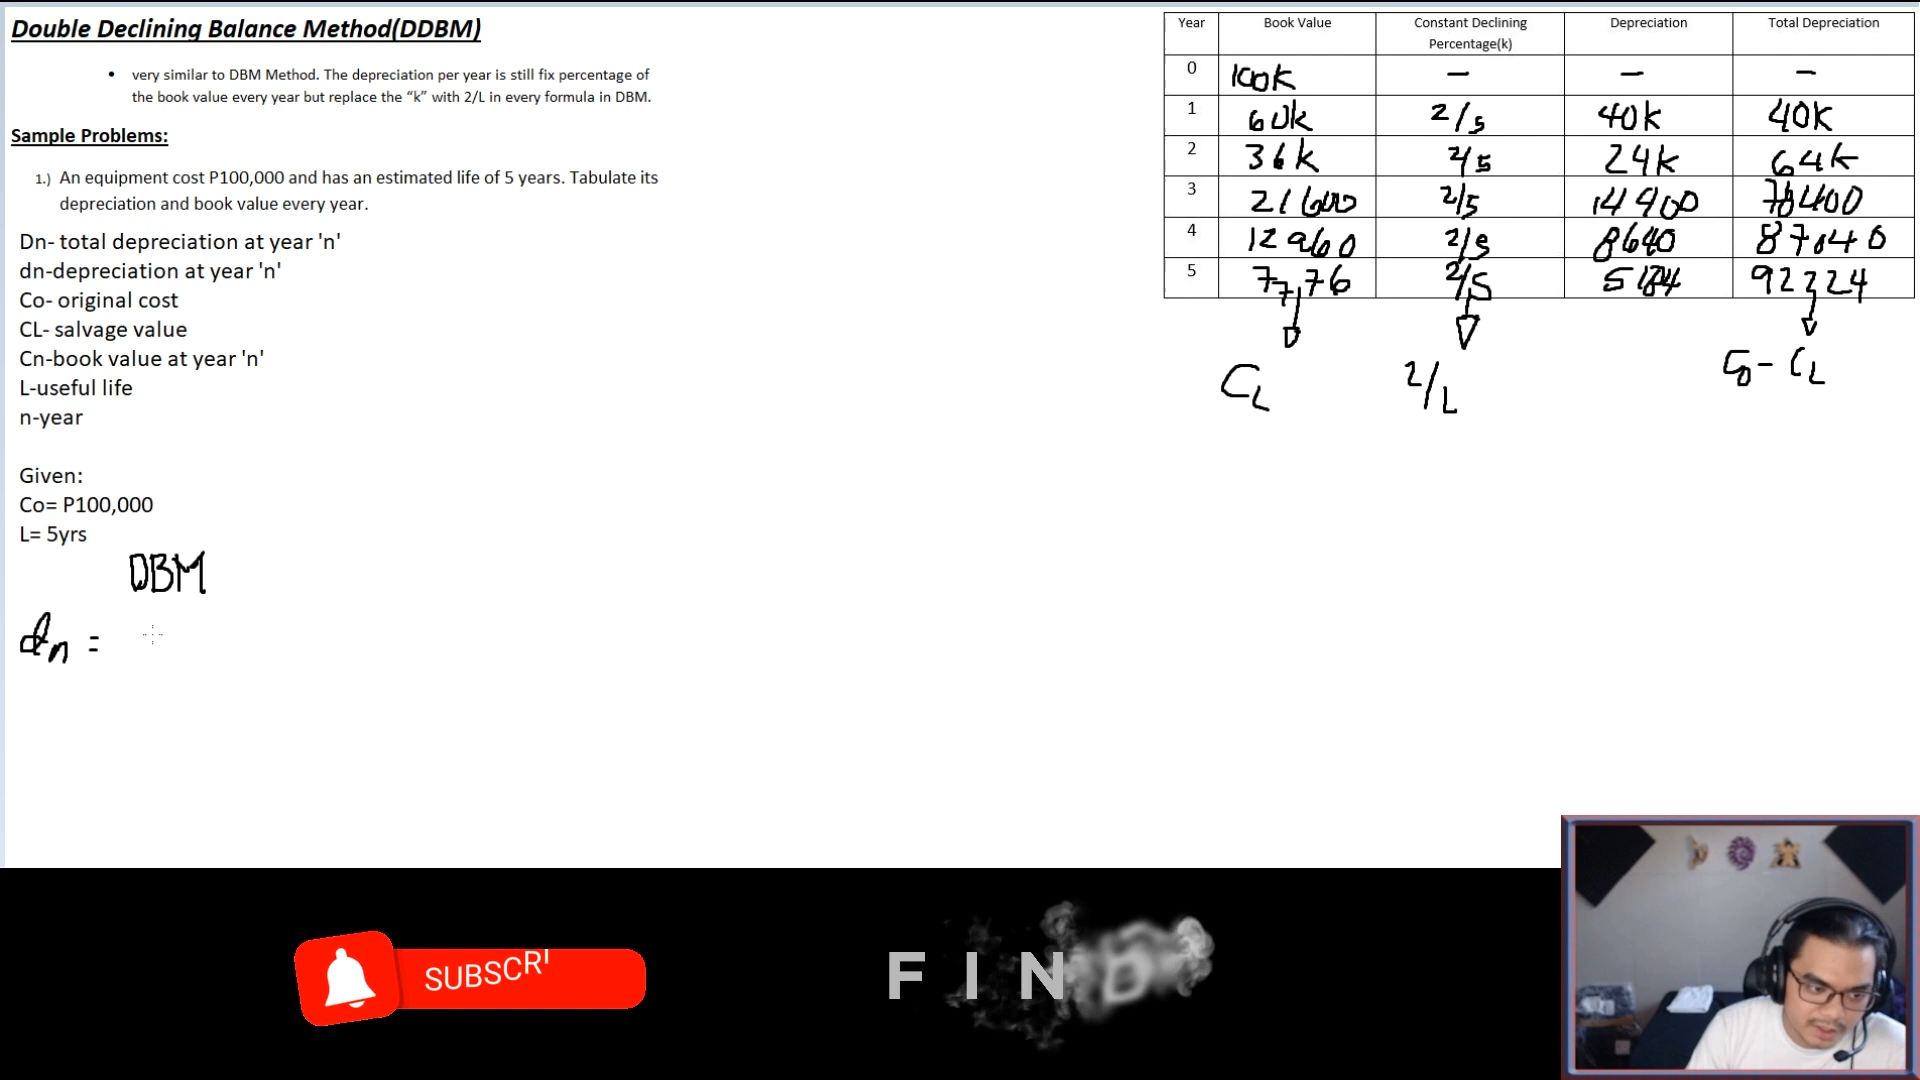 Double Declining Balance Method(DDBM)
• very similar to DBM Method. The depreciation per year is still fix percentage of
the book value every year but replace the “k” with 2/L in every formula in DBM.
Sample Problems:
1.) An equipment cost P100,000 and has an estimated life of 5 years. Tabulate its
depreciation and book value every year.
Dn- total depreciation at year 'n'
dn-depreciation at year 'n'
Co- original cost
CL- salvage value
Cn-book value at year 'n'
L-useful life
n-year
Given:
Co= P100,000
L= 5yrs
DBM
dn =
Year Book Value Constant Declining Percentage(k) Depreciation Total Depreciation
0 100k - - -
1 60k 2/5 40k 40k
2 36k 2/5 24k 64k
3 21600 2/5 14400 78400
4 12960 2/5 8640 87040
5 7776 2/5 5184 92224
CL 2/L Co - CL
SUBSCRI
FIND